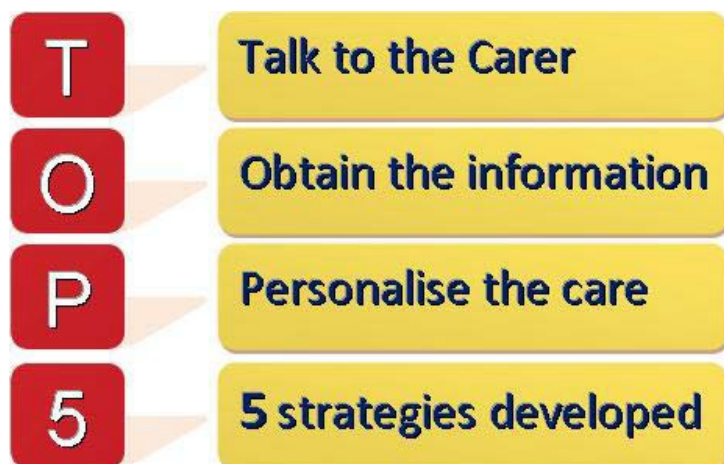 T Talk to the Carer
O Obtain the information
P Personalise the care
5 5 strategies developed